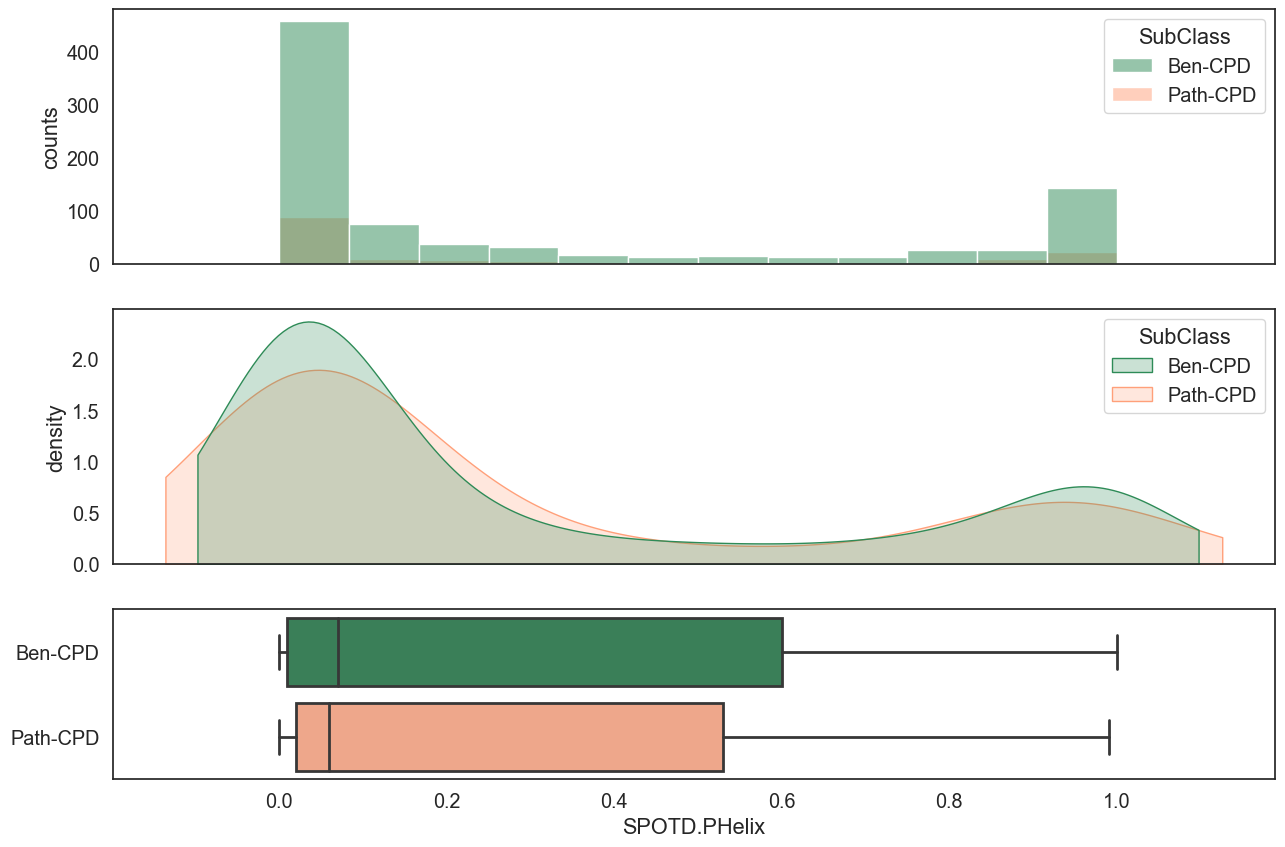 400
300
200
100
0
counts
SubClass
Ben-CPD
Path-CPD
2.0
1.5
1.0
0.5
0.0
density
SubClass
Ben-CPD
Path-CPD
Ben-CPD
Path-CPD
0.0 0.2 0.4 0.6 0.8 1.0
SPOTD.PHelix